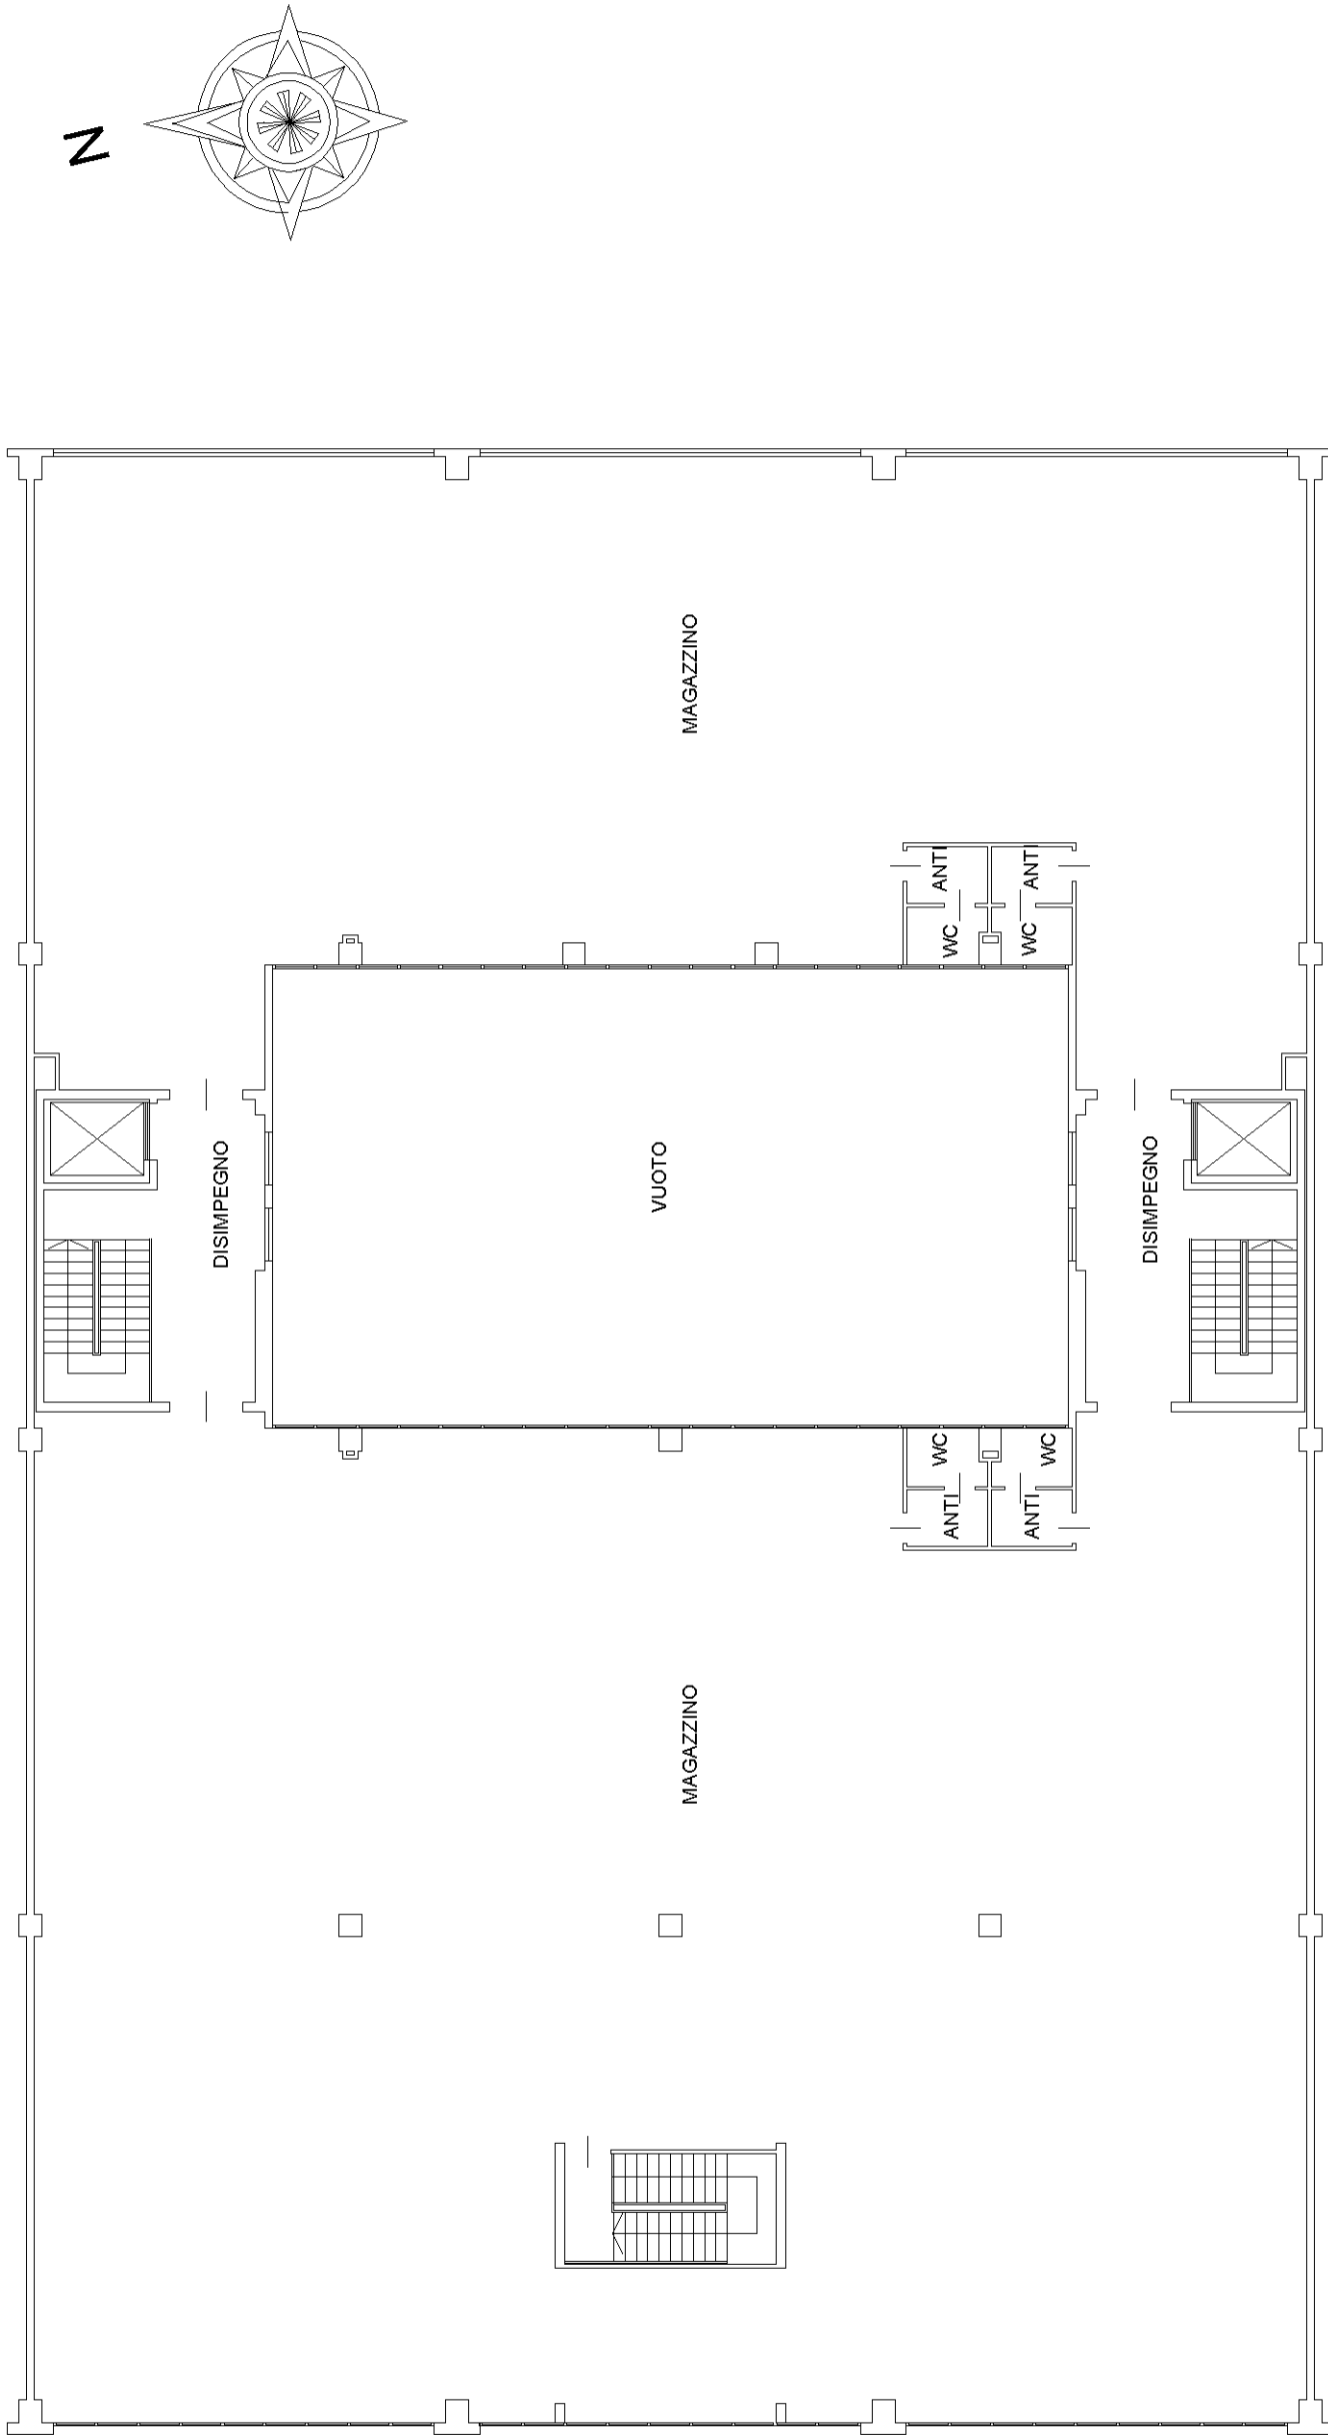 N
MAGAZZINO
ANTI
ANTI
WC
WC
DISIMPEGNO
VUOTO
DISIMPEGNO
WC
WC
ANTI
ANTI
MAGAZZINO